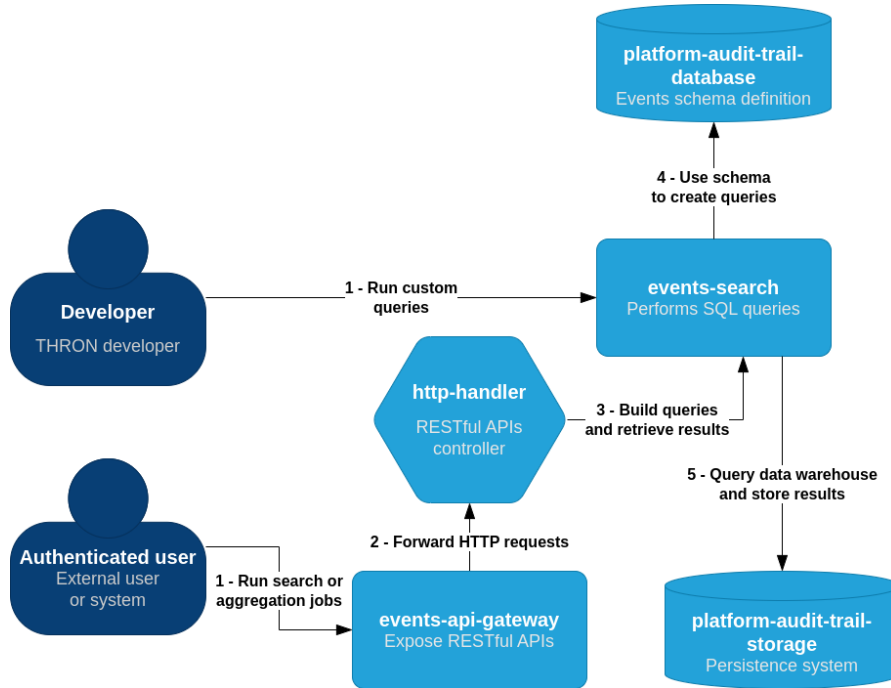 platform-audit-trail-
database
Events schema definition
4 - Use schema
to create queries
events-search
Performs SQL queries
1 - Run custom
queries
Developer
THRON developer
http-handler
RESTful APIs
controller
3 - Build queries
and retrieve results
5 - Query data warehouse
and store results
2 - Forward HTTP requests
Authenticated user
External user
or system
1 - Run search or
aggregation jobs
events-api-gateway
Expose RESTful APIs
platform-audit-trail-
storage
Persistence system